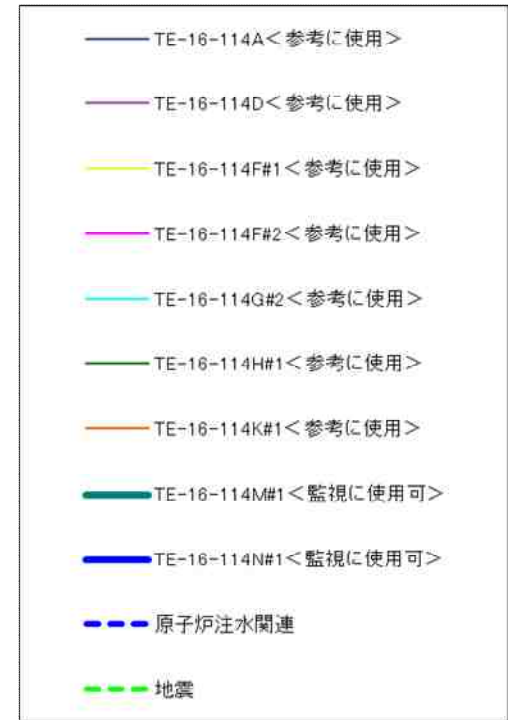 TE-16-114A<参考に使用>
TE-16-114D<参考に使用>
TE-16-114F#1<参考に使用>
TE-16-114F#2<参考に使用>
TE-16-114G#2<参考に使用>
TE-16-114H#1<参考に使用>
TE-16-114K#1<参考に使用>
TE-16-114M#1<監視に使用可>
TE-16-114N#1<監視に使用可>
原子炉注水関連
地震